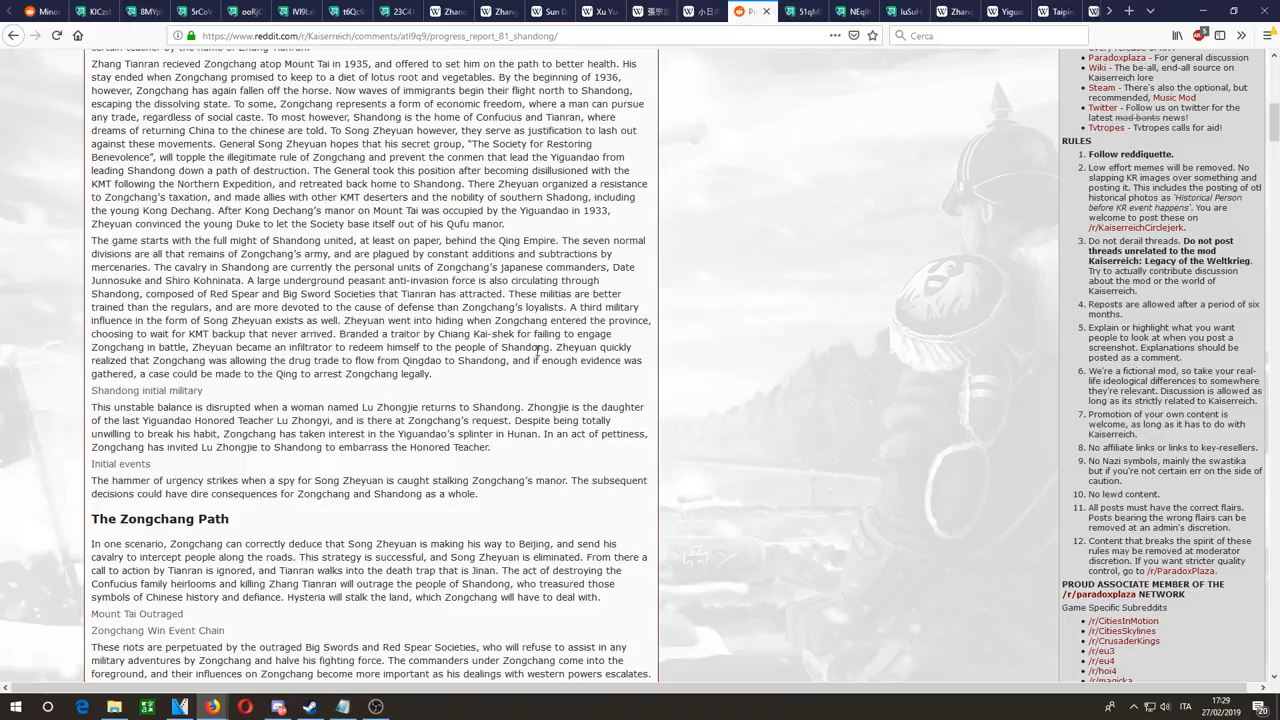 Kaiserr
KIClcz
8MYpl
5rCoV
ooRjC
IV9tEx
t6Qc9
23C41
Zhang
Zhang
Sun D
Xu Yu
張宗
小日
Pr
51qMl
NEqlh
IuSoH
Zhang
Yiguan
Taipin
https://www.reddit.com/r/Kaiserreich/comments/atl9q9/progress_report_81_shandong/
Cerca
certain teacher by the name of Zhang Tianran.
Zhang Tianran recieved Zongchang atop Mount Tai in 1935, and offered to set him on the path to better health. His
stay ended when Zongchang promised to keep to a diet of lotus root and vegetables. By the beginning of 1936,
however, Zongchang has again fallen off the horse. Now waves of immigrants begin their flight north to Shandong,
escaping the dissolving state. To some, Zongchang represents a form of economic freedom, where a man can pursue
any trade, regardless of social caste. To most however, Shandong is the home of Confucius and Tianran, where
dreams of returning China to the chinese are told. To Song Zheyuan however, they serve as justification to lash out
against these movements. General Song Zheyuan hopes that his secret group, “The Society for Restoring
Benevolence”, will topple the illegitimate rule of Zongchang and prevent the conmen that lead the Yiguandao from
leading Shandong down a path of destruction. The General took this position after becoming disillusioned with the
KMT following the Northern Expedition, and retreated back home to Shandong. There Zheyuan organized a resistance
to Zongchang’s taxation, and made allies with other KMT deserters and the nobility of southern Shadong, including
the young Kong Dechang. After Kong Dechang’s manor on Mount Tai was occupied by the Yiguandao in 1933,
Zheyuan convinced the young Duke to let the Society base itself out of his Qufu manor.
The game starts with the full might of Shandong united, at least on paper, behind the Qing Empire. The seven normal
divisions are all that remains of Zongchang’s army, and are plagued by constant additions and subtractions by
mercenaries. The cavalry in Shandong are currently the personal units of Zongchang’s Japanese commanders, Date
Junnosuke and Shiro Kohninata. A large underground peasant anti-invasion force is also circulating through
Shandong, composed of Red Spear and Big Sword Societies that Tianran has attracted. These militias are better
trained than the regulars, and are more devoted to the cause of defense than Zongchang’s loyalists. A third military
influence in the form of Song Zheyuan exists as well. Zheyuan went into hiding when Zongchang entered the province,
choosing to wait for KMT backup that never arrived. Branded a traitor by Chiang Kai-shek for failing to engage
Zongchang in battle, Zheyuan became an infiltrator to redeem himself to the people of Shandong. Zheyuan quickly
realized that Zongchang was allowing the drug trade to flow from Qingdao to Shandong, and if enough evidence was
gathered, a case could be made to the Qing to arrest Zongchang legally.
Shandong initial military
This unstable balance is disrupted when a woman named Lu Zhongjie returns to Shandong. Zhongjie is the daughter
of the last Yiguandao Honored Teacher Lu Zhongyi, and is there at Zongchang’s request. Despite being totally
unwilling to break his habit, Zongchang has taken interest in the Yiguandao’s splinter in Hunan. In an act of pettiness,
Zongchang has invited Lu Zhongjie to Shandong to embarrass the Honored Teacher.
Initial events
The hammer of urgency strikes when a spy for Song Zheyuan is caught stalking Zongchang’s manor. The subsequent
decisions could have dire consequences for Zongchang and Shandong as a whole.
The Zongchang Path
In one scenario, Zongchang can correctly deduce that Song Zheyuan is making his way to Beijing, and send his
cavalry to intercept people along the roads. This strategy is successful, and Song Zheyuan is eliminated. From there a
call to action by Tianran is ignored, and Tianran walks into the death trap that is Jinan. The act of destroying the
Confucius family heirlooms and killing Zhang Tianran will outrage the people of Shandong, who treasured those
symbols of Chinese history and defiance. Hysteria will stalk the land, which Zongchang will have to deal with.
Mount Tai Outraged
Zongchang Win Event Chain
These riots are perpetuated by the outraged Big Swords and Red Spear Societies, who will refuse to assist in any
military adventures by Zongchang and halve his fighting force. The commanders under Zongchang come into the
foreground, and their influences on Zongchang become more important as his dealings with western powers escalates.
Paradoxplaza - For general discussion
Wiki - The be-all, end-all source on
Kaiserreich lore
Steam - There's also the optional, but
recommended, Music Mod
Twitter - Follow us on twitter for the
latest mad bants news!
Tvtropes - Tvtropes calls for aid!
RULES
1. Follow reddiquette.
2. Low effort memes will be removed. No
slapping KR images over something and
posting it. This includes the posting of otl
historical photos as 'Historical Person
before KR event happens'. You are
welcome to post these on
/r/KaiserreichCirclejerk.
3. Do not derail threads. Do not post
threads unrelated to the mod
Kaiserreich: Legacy of the Weltkrieg.
Try to actually contribute discussion
about the mod or the world of
Kaiserreich.
4. Reposts are allowed after a period of six
months.
5. Explain or highlight what you want
people to look at when you post a
screenshot. Explanations should be
posted as a comment.
6. We're a fictional mod, so take your real-
life ideological differences to somewhere
they're relevant. Discussion is allowed as
long as its strictly related to Kaiserreich.
7. Promotion of your own content is
welcome, as long as it has to do with
Kaiserreich.
8. No affiliate links or links to key-resellers.
9. No Nazi symbols, mainly the swastika
but if you're not certain err on the side of
caution.
10. No lewd content.
11. All posts must have the correct flairs.
Posts bearing the wrong flairs can be
removed at an admin's discretion.
12. Content that breaks the spirit of these
rules may be removed at moderator
discretion. If you want stricter quality
control, go to /r/ParadoxPlaza.
PROUD ASSOCIATE MEMBER OF THE
/r/paradoxplaza NETWORK
Game Specific Subreddits
/r/CitiesInMotion
/r/CitiesSkylines
/r/CrusaderKings
/r/eu3
/r/eu4
/r/hoi4
/r/magicka
ITA
17:29
27/02/2019
20